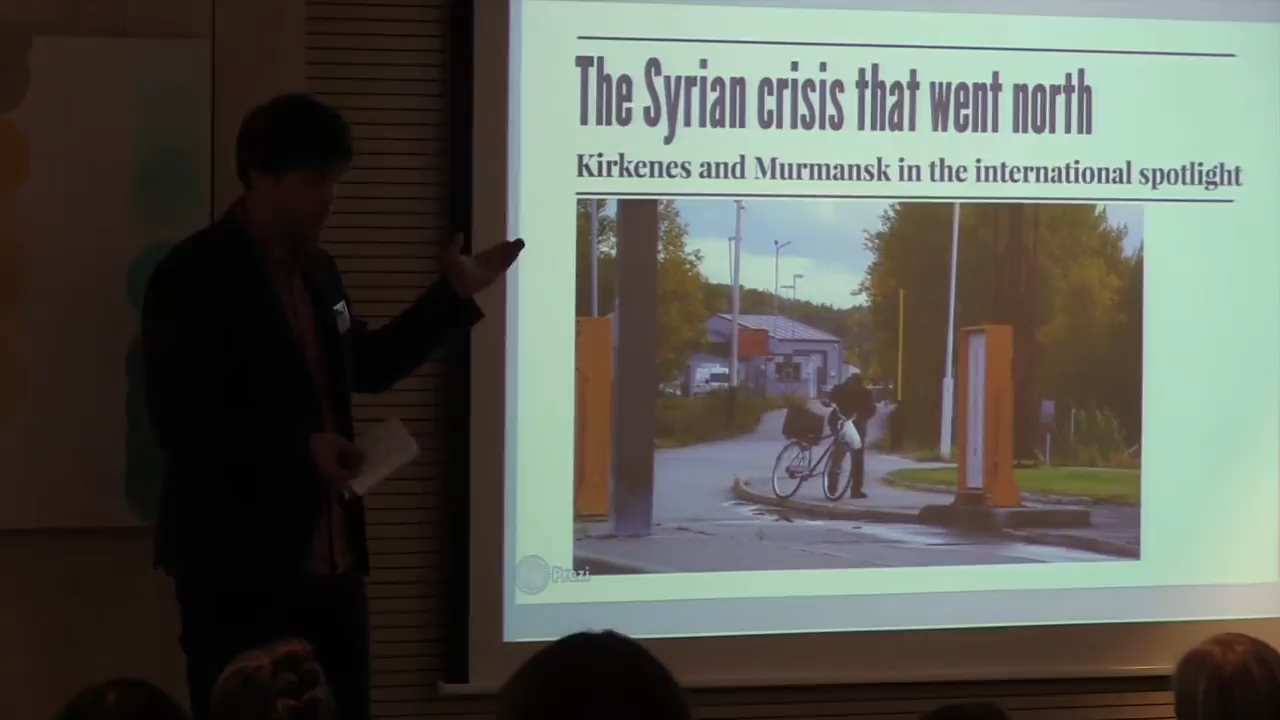 The Syrian crisis that went north
Kirkenes and Murmansk in the international spotlight
Prezi